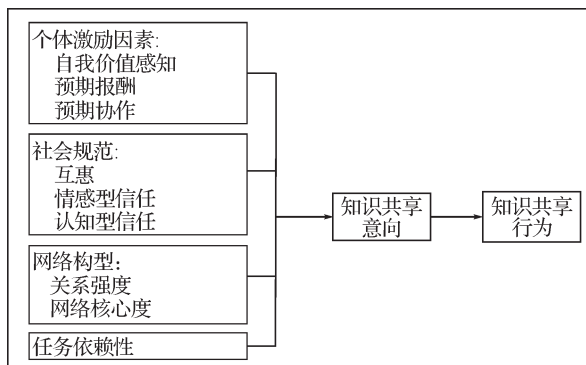 个体激励因素:
自我价值感知
预期报酬
预期协作
社会规范:
互惠
情感型信任
认知型信任
网络构型：
关系强度
网络核心度
任务依赖性
知识共享
意向
知识共享
行为